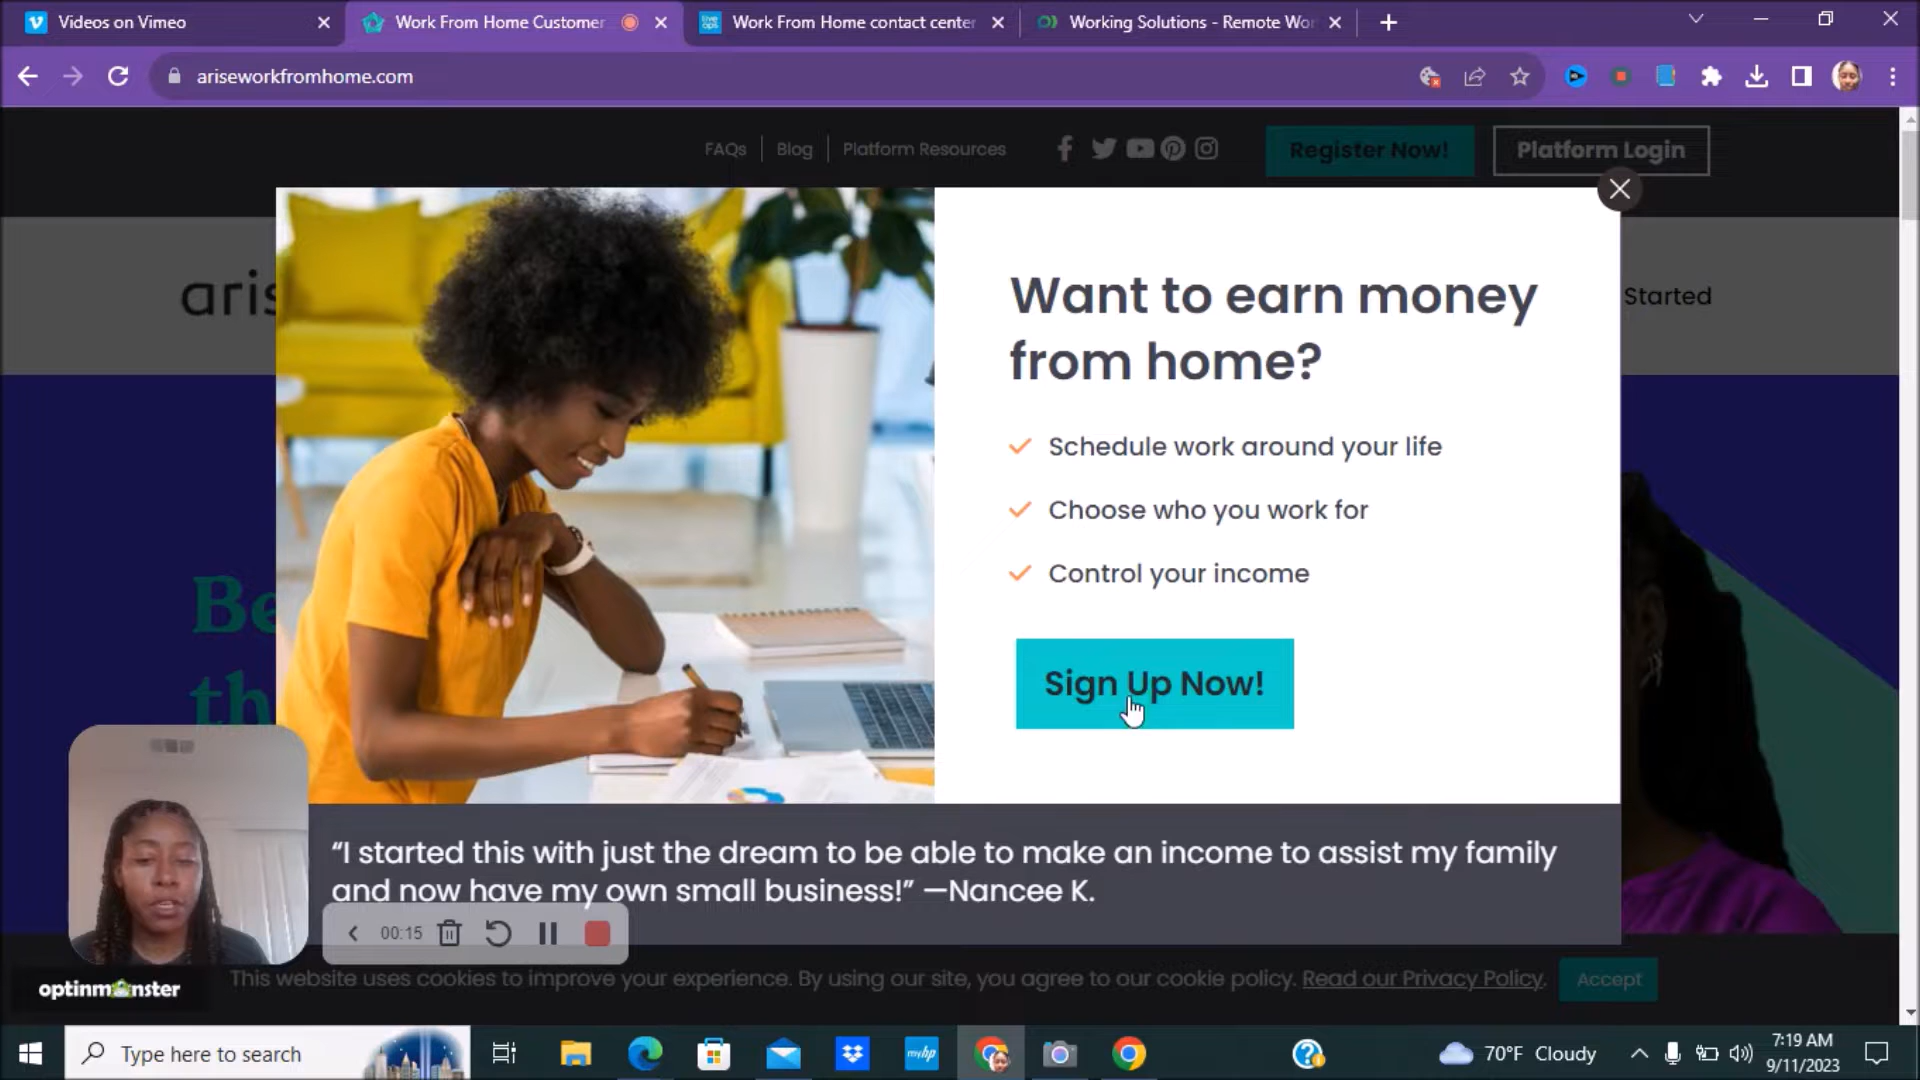 Videos on Vimeo
Work From Home Customer
Work From Home contact center
Working Solutions - Remote Wor
ariseworkfromhome.com
FAQs
Blog
Platform Resources
Register Now!
Platform Login
aris
Started
Want to earn money
from home?
Schedule work around your life
Choose who you work for
Control your income
Sign Up Now!
Be
th
“I started this with just the dream to be able to make an income to assist my family
and now have my own small business!” —Nancee K.
00:15
optinmonster
This website uses cookies to improve your experience. By using our site, you agree to our cookie policy. Read our Privacy Policy.
Accept
Type here to search
myhp
70°F Cloudy
7:19 AM
9/11/2023